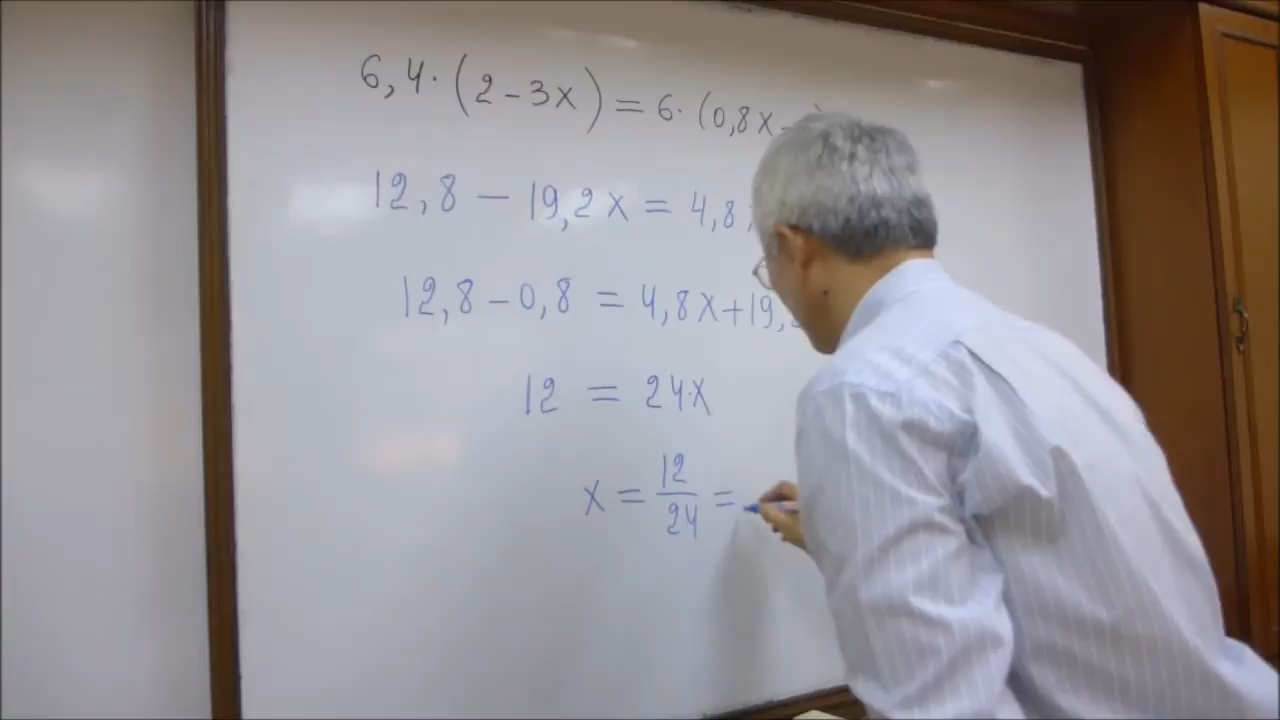 6,4·(2-3x) = 6·(0,8x-
12,8 - 19,2x = 4,8
12,8-0,8 = 4,8x+19,
12 = 24·x
x = 12/24 =